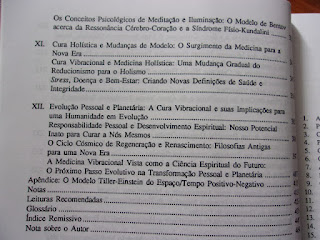 Os Conceitos Psicológicos de Meditação e Iluminação: O Modelo de Bentov
acerca da Ressonância Cérebro-Coração e a Síndrome Físio-Kundalini
XI. Cura Holística e Mudanças de Modelo: O Surgimento da Medicina para a
Nova Era
Cura Vibracional e Medicina Holística: Uma Mudança Gradual do
Reducionismo para o Holismo
Stress, Doença e Bem-Estar: Criando Novas Definições de Saúde e
Integridade
XII. Evolução Pessoal e Planetária: A Cura Vibracional e suas Implicações para
uma Humanidade em Evolução
Responsabilidade Pessoal e Desenvolvimento Espiritual: Nosso Potencial
Inato para Curar a Nós Mesmos
O Ciclo Cósmico de Regeneração e Renascimento: Filosofias Antigas
para uma Nova Era
A Medicina Vibracional Vista como a Ciência Espiritual do Futuro:
O Próximo Passo Evolutivo na Transformação Pessoal e Planetária
Apêndice: O Modelo Tiller-Einstein do Espaço/Tempo Positivo-Negativo
Notas
Leituras Recomendadas
Glossário
Índice Remissivo
Nota sobre o Autor